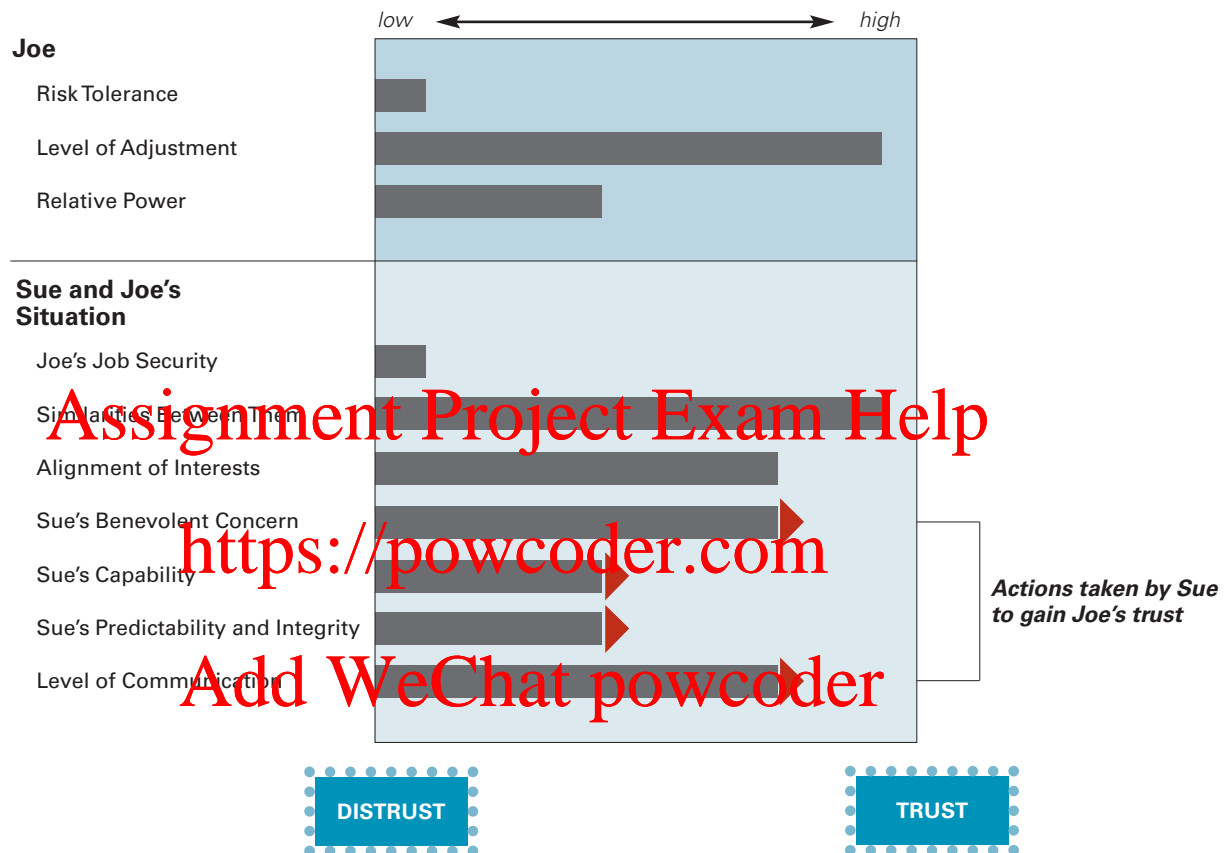 low high
Joe
Risk Tolerance
Level of Adjustment
Relative Power
Sue and Joe's
Situation
Joe's Job Security
Similarities Between Them
Assignment Project Exam Help
Alignment of Interests
Sue's Benevolent Concern
https://powcoder.com
Sue's Capability
Actions taken by Sue
to gain Joe's trust
Sue's Predictability and Integrity
Level of Communication
Add WeChat powcoder
DISTRUST TRUST